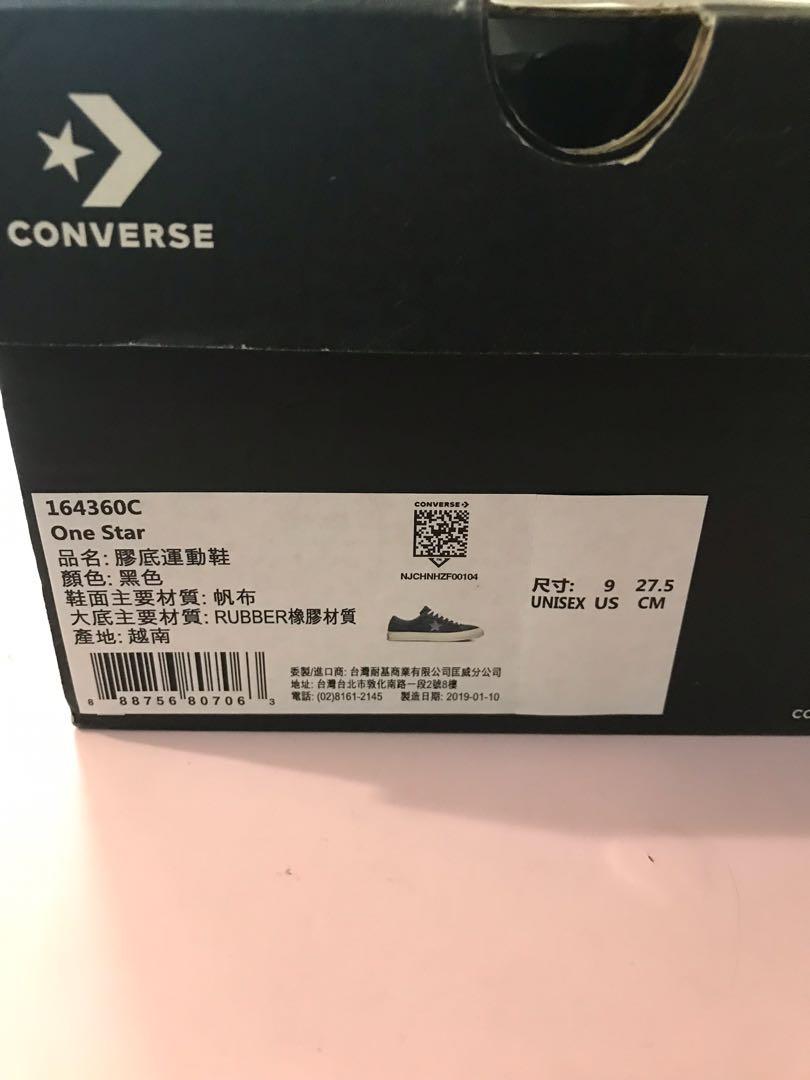 CONVERSE
164360C
One Star
品名: 膠底運動鞋
顏色: 黑色
鞋面主要材質: 帆布
大底主要材質: RUBBER橡膠材質
產地: 越南
8 88756 80706 3
CONVERSE
NJCHNHZF00104
委製/進口商: 台灣耐基商業有限公司匡威分公司
地址: 台灣台北市敦化南路一段2號8樓
電話: (02)8161-2145 製造日期: 2019-01-10
尺寸: 9 27.5
UNISEX US CM